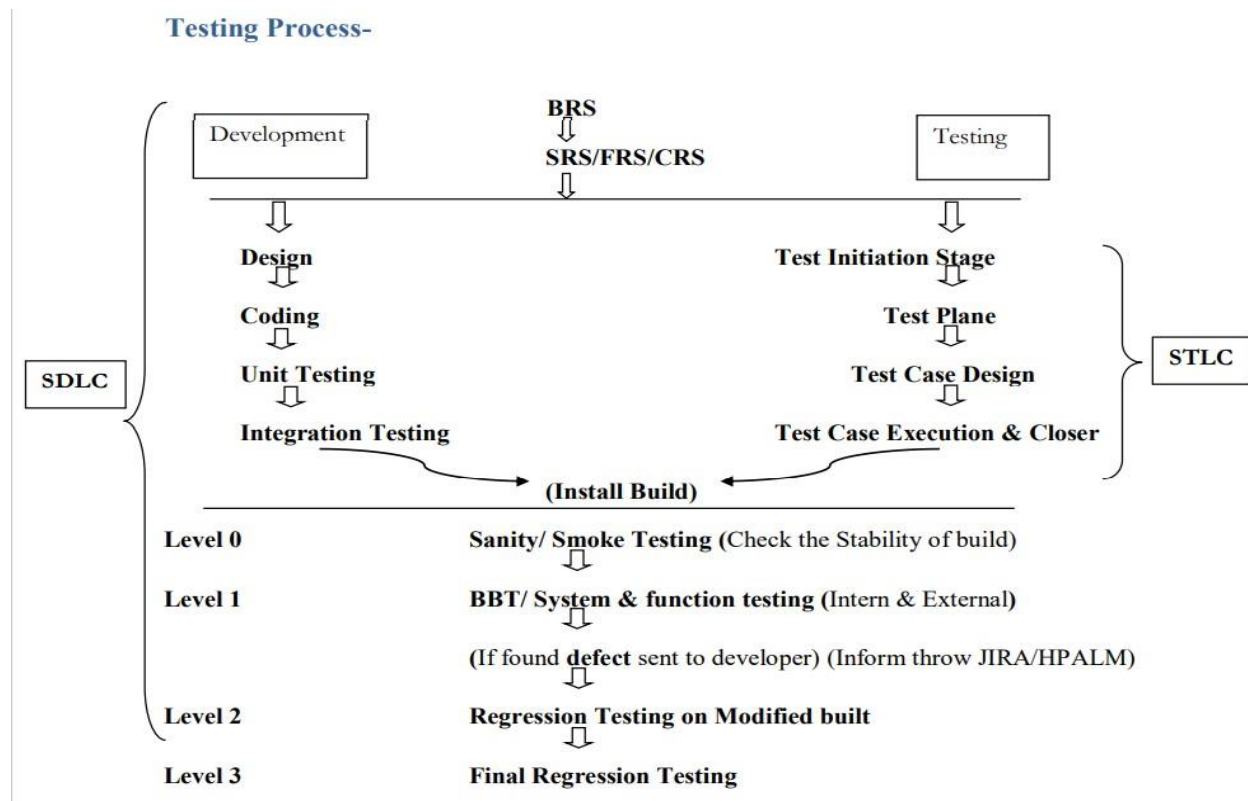 Testing Process-
BRS
Development
Testing
SRS/FRS/CRS
Design
Test Initiation Stage
Coding
Test Plane
SDLC
Unit Testing
Test Case Design
STLC
Integration Testing
Test Case Execution & Closer
(Install Build)
Level 0 Sanity/ Smoke Testing (Check the Stability of build)
Level 1 BBT/ System & function testing (Intern & External)
(If found defect sent to developer) (Inform throw JIRA/HPALM)
Level 2 Regression Testing on Modified built
Level 3 Final Regression Testing